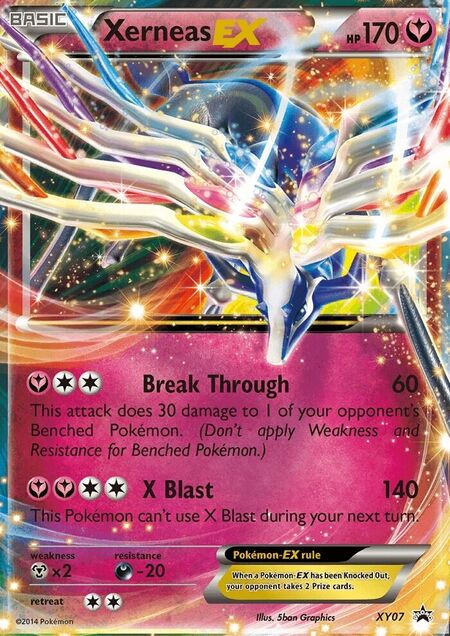 BASIC
Xerneas EX
HP 170
Break Through 60
This attack does 30 damage to 1 of your opponent's
Benched Pokémon. (Don't apply Weakness and
Resistance for Benched Pokémon.)
X Blast 140
This Pokémon can't use X Blast during your next turn.
weakness
×2
resistance
-20
retreat
Pokémon-EX rule
When a Pokémon-EX has been Knocked Out,
your opponent takes 2 Prize cards.
©2014 Pokémon
Illus. 5ban Graphics
XY07